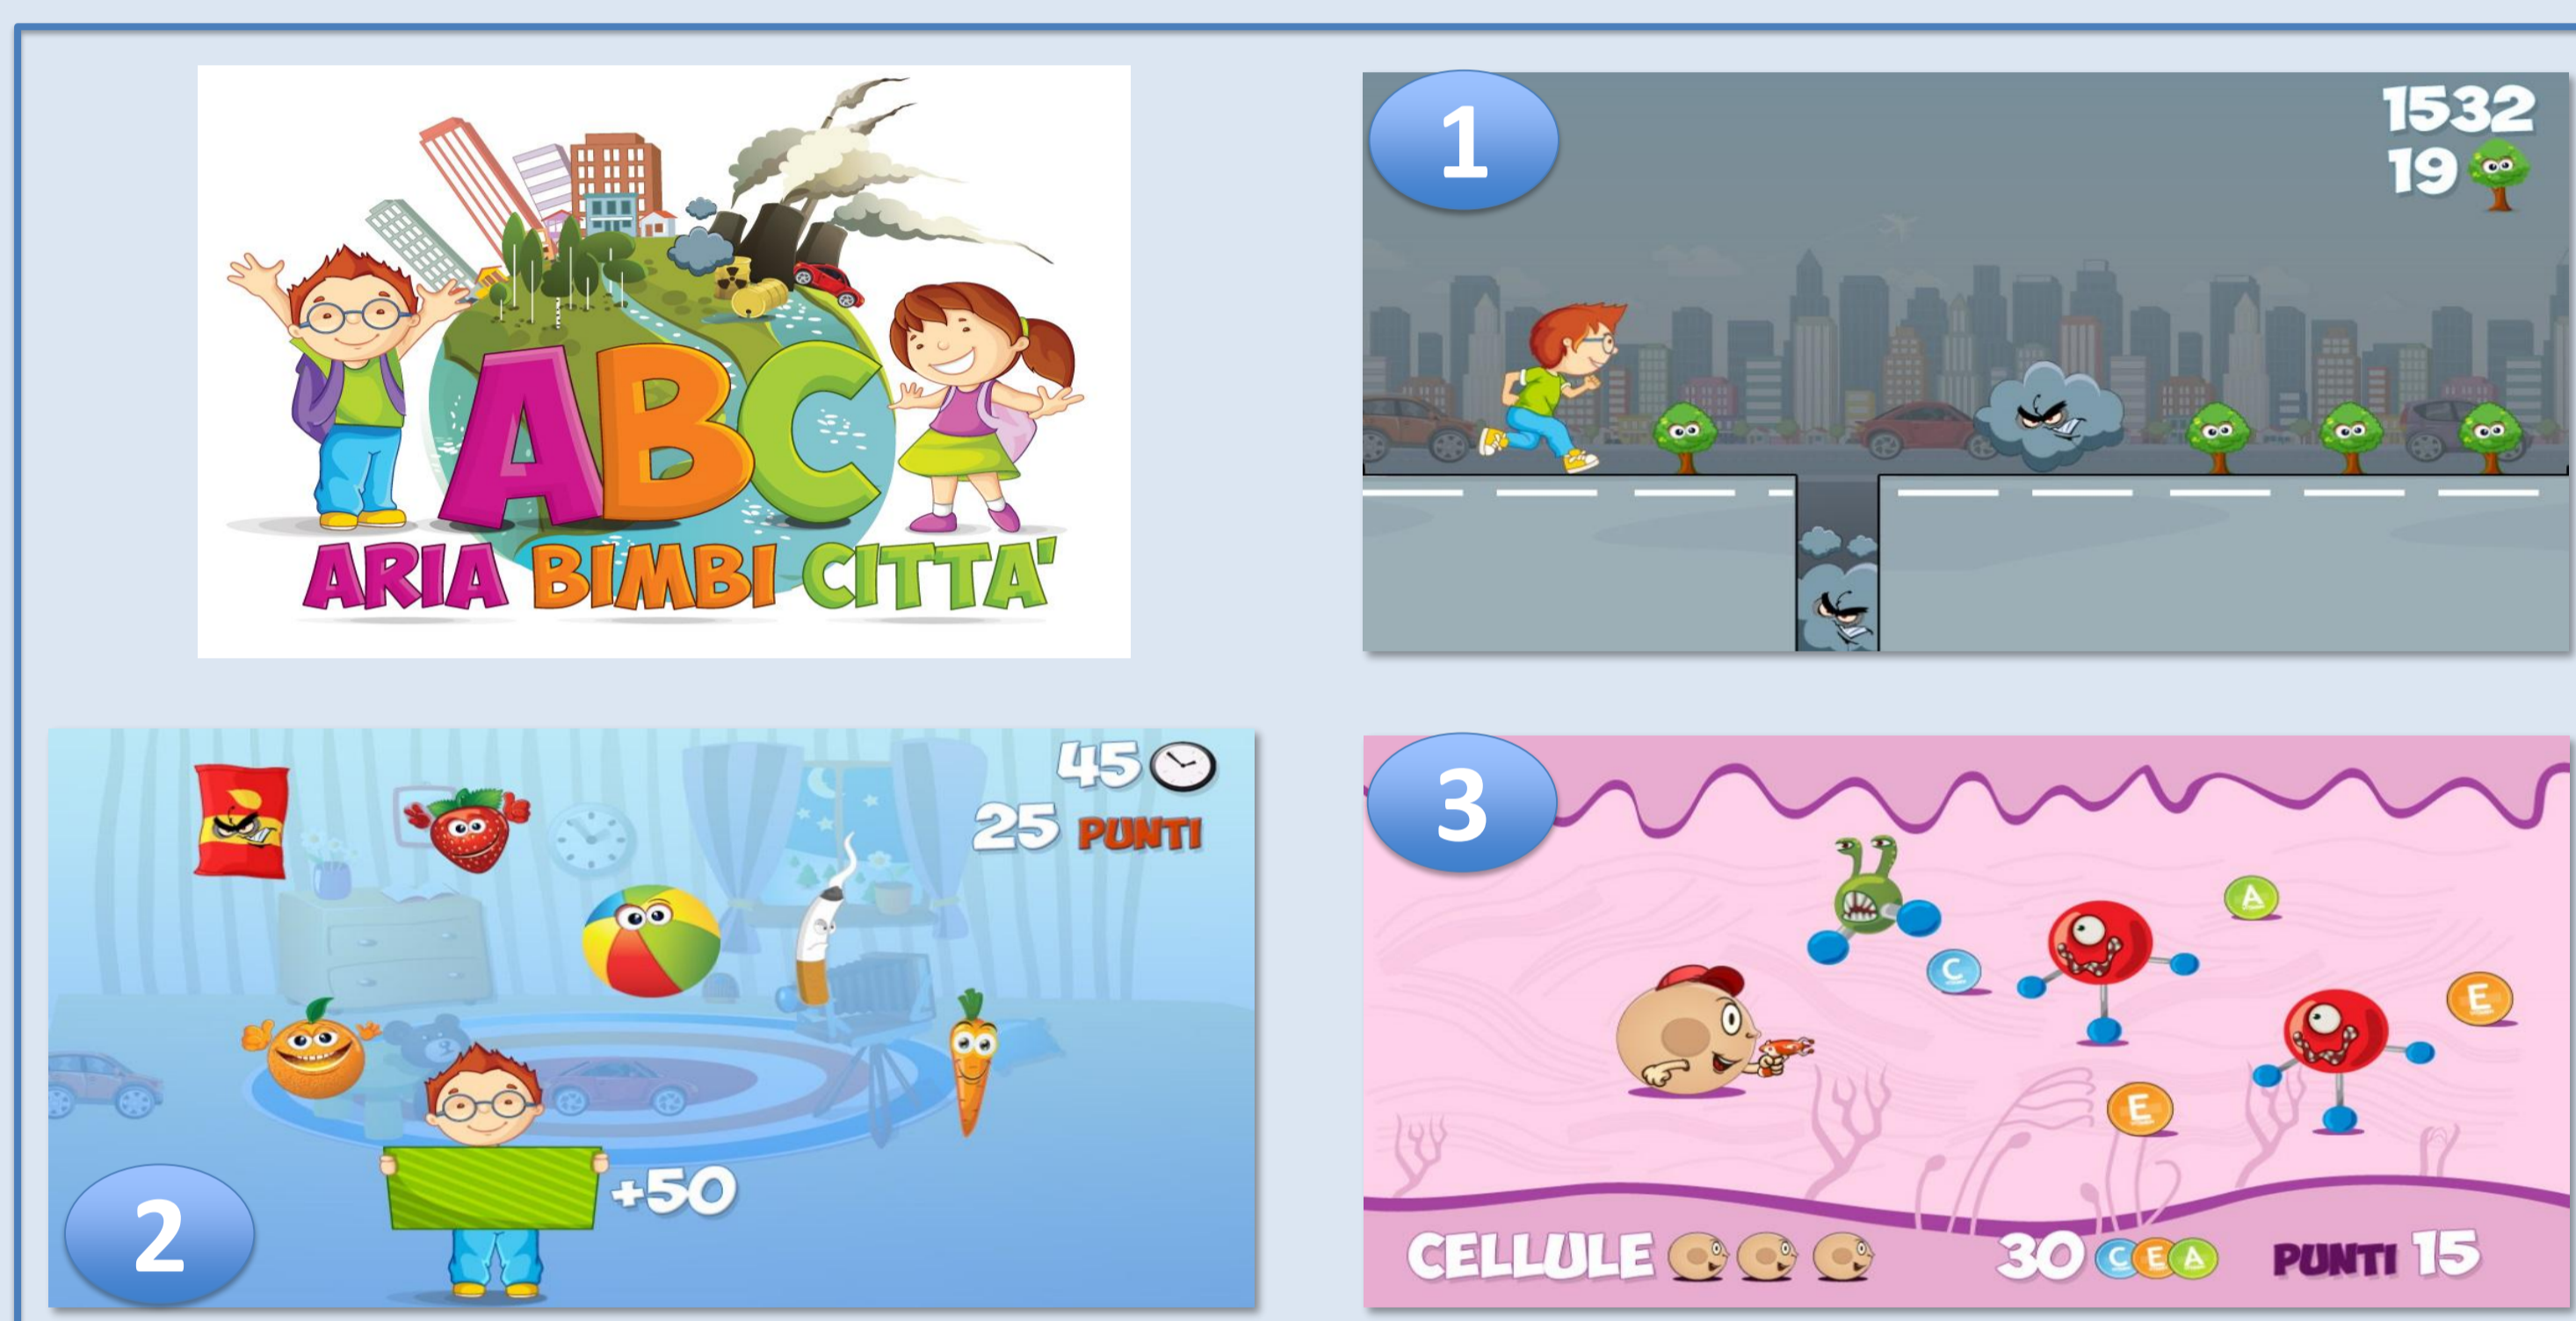 ABC
ARIA BIMBI CITTA'
1
1532
19
2
45
25 PUNTI
+50
3
A
C
E
E
CELLULE
30 C E A
PUNTI 15